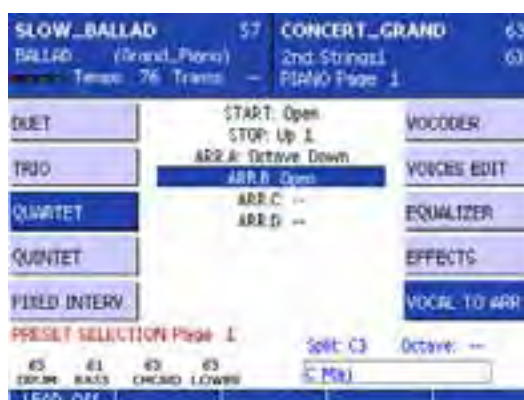 SLOW_BALLAD 57
BALLAD (Grand_Piano)
Tempo 76 Transp --
CONCERT_GRAND 63
2nd Strings1 63
PIANO Page 1
DUET
TRIO
QUARTET
QUINTET
FIXED INTERV
START: Open
STOP: Up 1
ARR.A: Octave Down
ARR.B: Open
ARR.C: --
ARR.D: --
VOCODER
VOICES EDIT
EQUALIZER
EFFECTS
VOCAL TO ARR
PRESET SELECTION Page 1
Split: C3 Octave: --
63 61 63 63
DRUM BASS CHORD LOWER
C Maj
LEAD OFF